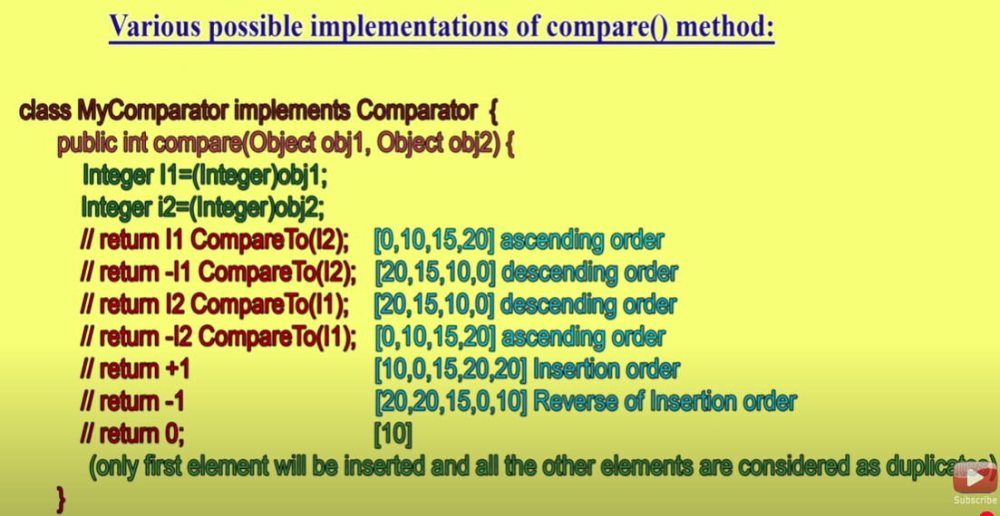 Various possible implementations of compare() method:
class MyComparator implements Comparator {
public int compare(Object obj1, Object obj2) {
Integer I1=(Integer)obj1;
Integer i2=(Integer)obj2;
// return I1 CompareTo(I2); [0,10,15,20] ascending order
// return -I1 CompareTo(I2); [20,15,10,0] descending order
// return I2 CompareTo(I1); [20,15,10,0] descending order
// return -I2 CompareTo(I1); [0,10,15,20] ascending order
// return +1 [10,0,15,20,20] Insertion order
// return -1 [20,20,15,0,10] Reverse of Insertion order
// return 0; [10]
(only first element will be inserted and all the other elements are considered as duplicates)
}
Subscribe